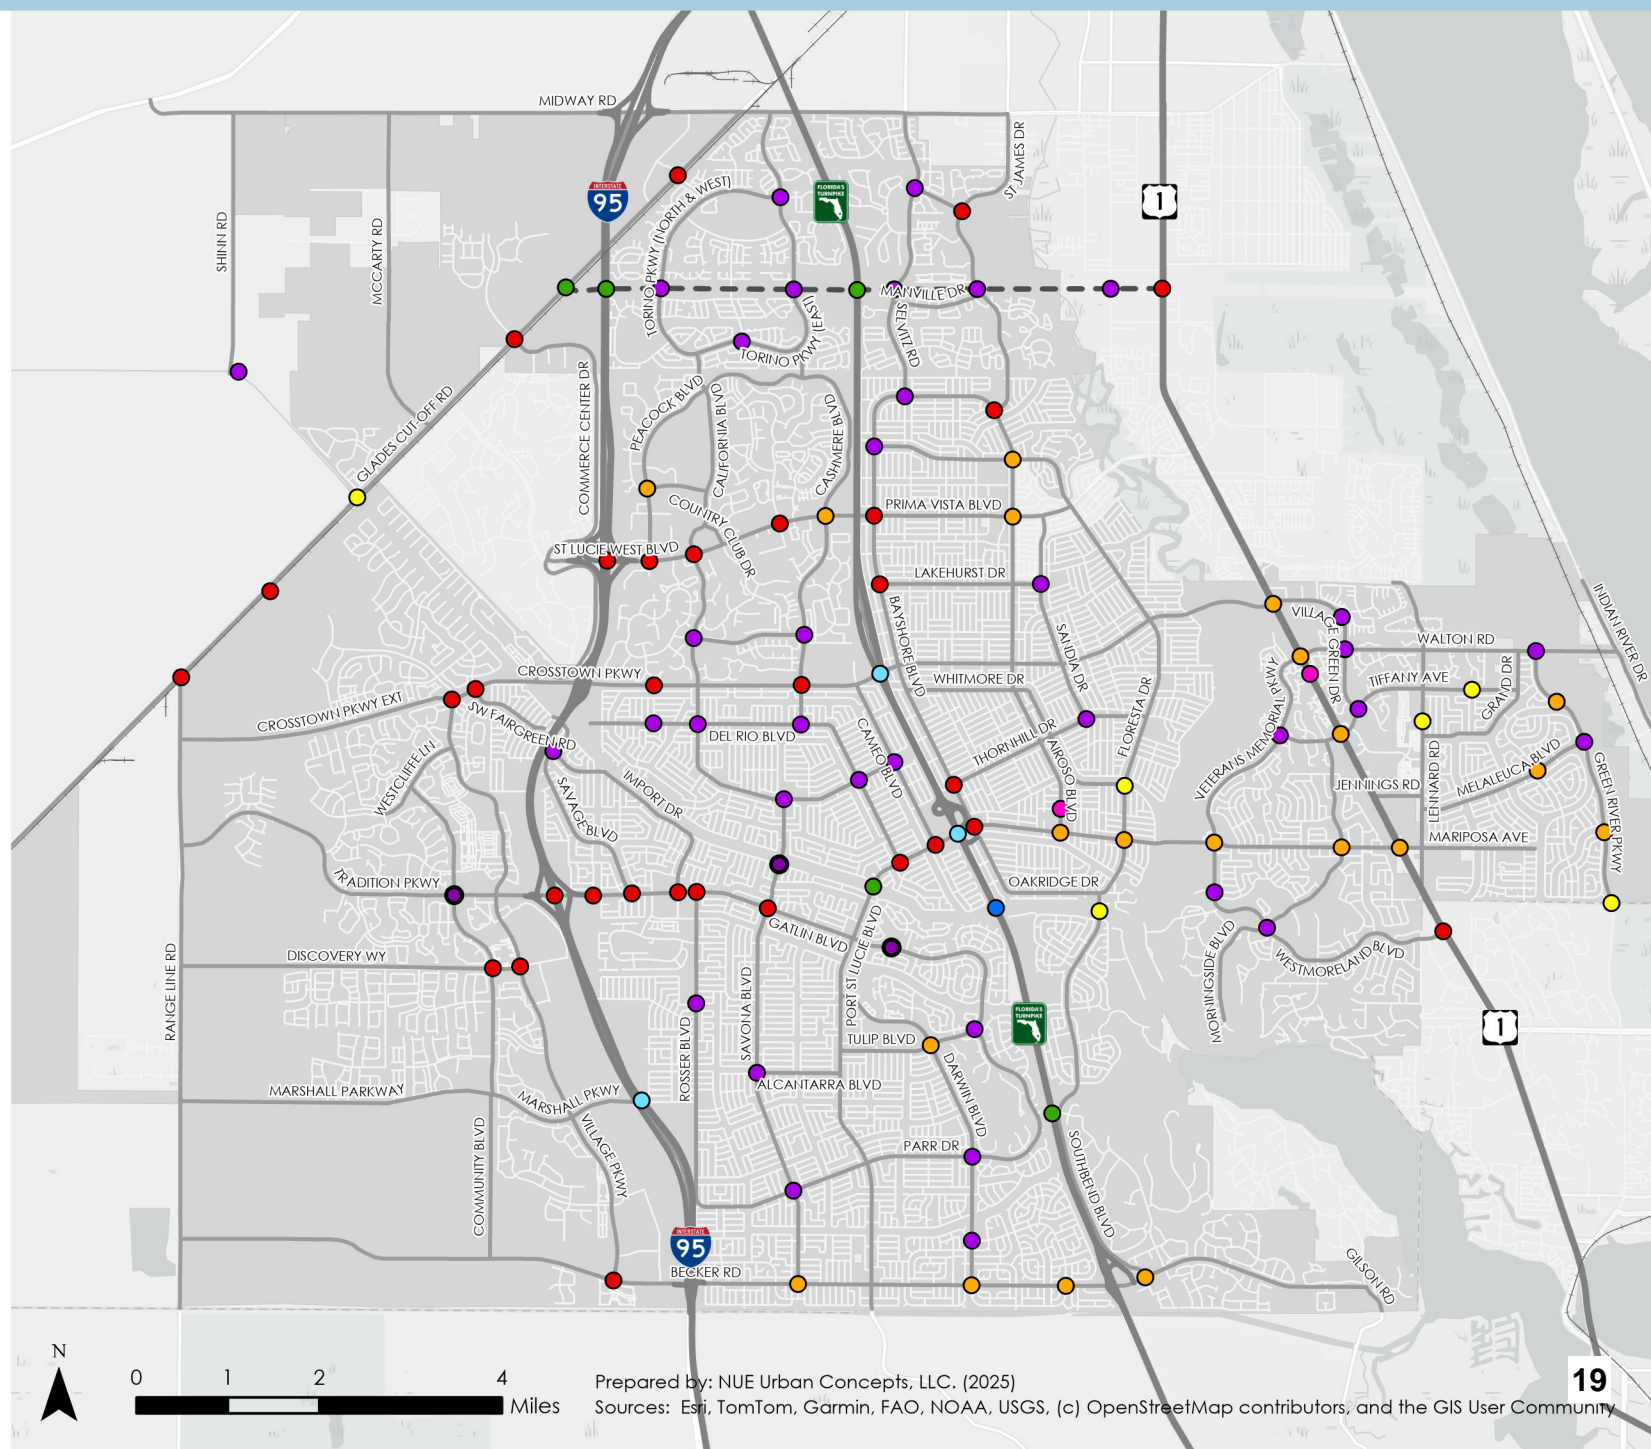 MIDWAY RD
ST JAMES DR
INTERSTATE
95
FLORIDA'S
TURNPIKE
1
SHINN RD
MCCARTY RD
TORINO PKWY (NORTH & WEST)
MANVILLE DR
TORINO PKWY (EAST)
SELVITZ RD
GLADES CUT-OFF RD
COMMERCE CENTER DR
PEACOCK BLVD
CALIFORNIA BLVD
CASHMERE BLVD
COUNTRY CLUB DR
PRIMA VISTA BLVD
ST LUCIE WEST BLVD
LAKEHURST DR
BAYSHORE BLVD
SANDIA DR
VILLAGE GREEN DR
WALTON RD
INDIAN RIVER DR
CROSSTOWN PKWY
WHITMORE DR
TIFFANY AVE
GRAND DR
CROSSTOWN PKWY EXT
SW FAIRGREEN RD
DEL RIO BLVD
CAMEO BLVD
THORNHILL DR
AIROSO BLVD
FLORESTA DR
VETERANS MEMORIAL PKWY
WESTCLIFFE LN
SAVAGE BLVD
IMPORT DR
JENNINGS RD
LENNARD RD
MELALEUCA BLVD
GREEN RIVER PKWY
MARIPOSA AVE
TRADITION PKWY
OAKRIDGE DR
GATLIN BLVD
PORT ST LUCIE BLVD
RANGE LINE RD
DISCOVERY WY
MORNINGSIDE BLVD
WESTMORELAND BLVD
FLORIDA'S
TURNPIKE
1
ROSSER BLVD
SAVONA BLVD
TULIP BLVD
DARWIN BLVD
ALCANTARRA BLVD
MARSHALL PARKWAY
MARSHALL PKWY
VILLAGE PKWY
COMMUNITY BLVD
PARR DR
SOUTHBEND BLVD
INTERSTATE
95
BECKER RD
GILSON RD
N
0 1 2 4
Miles
Prepared by: NUE Urban Concepts, LLC. (2025)
Sources: Esri, TomTom, Garmin, FAO, NOAA, USGS, (c) OpenStreetMap contributors, and the GIS User Community
19